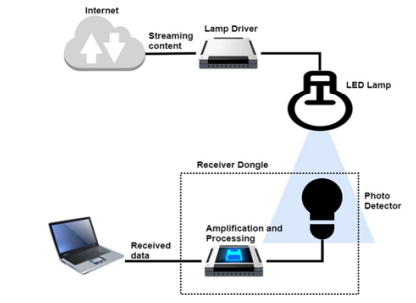 Internet
Streaming
content
Lamp Driver
LED Lamp
Receiver Dongle
Photo
Detector
Amplification and
Processing
Received
data